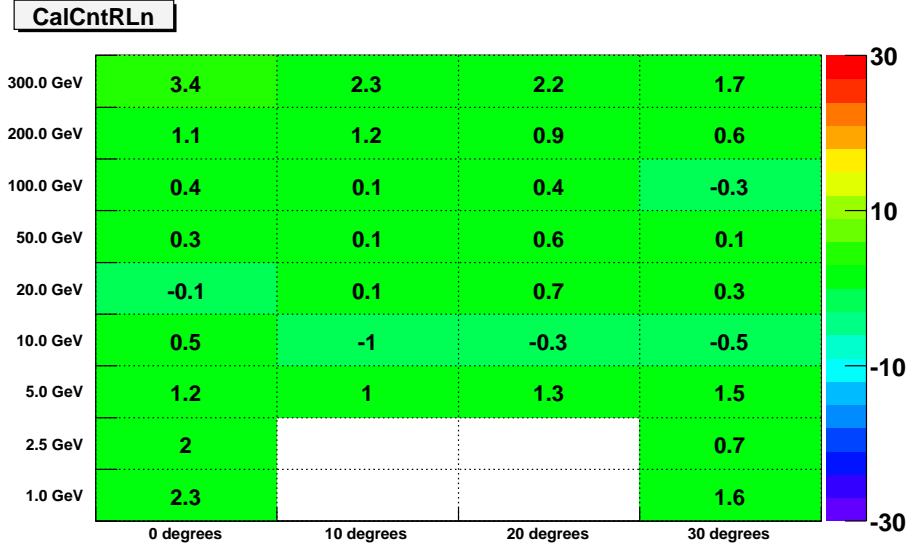 CalCntRLn
30
300.0 GeV 3.4 2.3 2.2 1.7
200.0 GeV 1.1 1.2 0.9 0.6
100.0 GeV 0.4 0.1 0.4 -0.3
10
50.0 GeV 0.3 0.1 0.6 0.1
20.0 GeV -0.1 0.1 0.7 0.3
10.0 GeV 0.5 -1 -0.3 -0.5
-10
5.0 GeV 1.2 1 1.3 1.5
2.5 GeV 2 0.7
1.0 GeV 2.3 1.6
-30
0 degrees 10 degrees 20 degrees 30 degrees